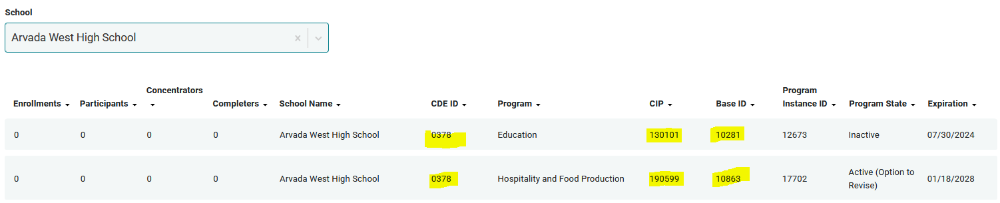 School
Arvada West High School x
Enrollments Participants Concentrators Completers School Name CDE ID Program CIP Base ID Program Instance ID Program State Expiration
0 0 0 0 Arvada West High School 0378 Education 130101 10281 12673 Inactive 07/30/2024
0 0 0 0 Arvada West High School 0378 Hospitality and Food Production 190599 10863 17702 Active (Option to Revise) 01/18/2028